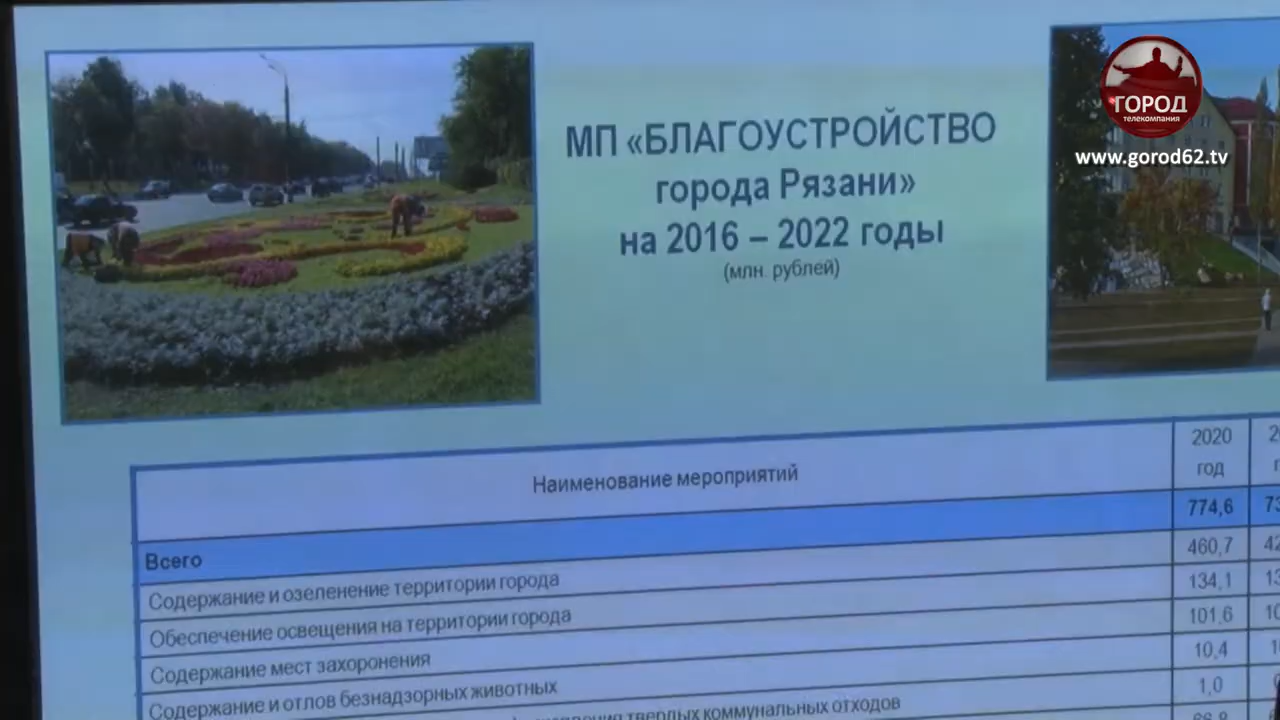 ГОРОД
телекомпания
www.gorod62.tv
МП «БЛАГОУСТРОЙСТВО
города Рязани»
на 2016 – 2022 годы
(млн. рублей)
Наименование мероприятий
2020
год
Всего
774,6
Содержание и озеленение территории города
460,7
Обеспечение освещения на территории города
134,1
Содержание мест захоронения
101,6
Содержание и отлов безнадзорных животных
10,4
твердых коммунальных отходов
1,0